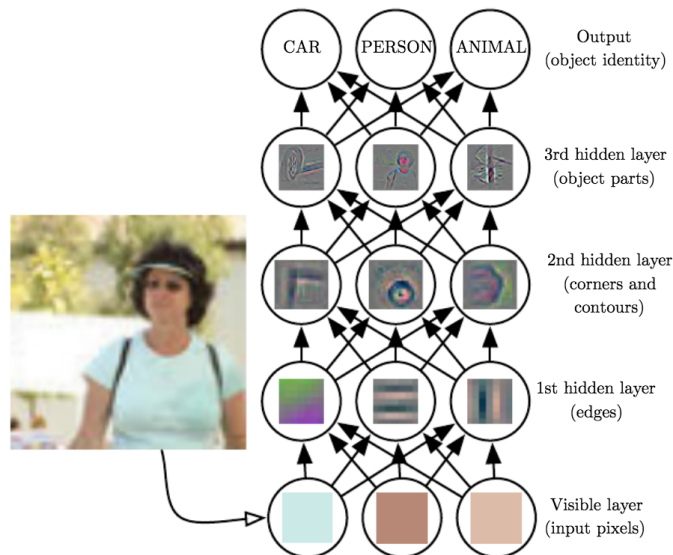 CAR
PERSON
ANIMAL
Output
(object identity)
3rd hidden layer
(object parts)
2nd hidden layer
(corners and
contours)
1st hidden layer
(edges)
Visible layer
(input pixels)